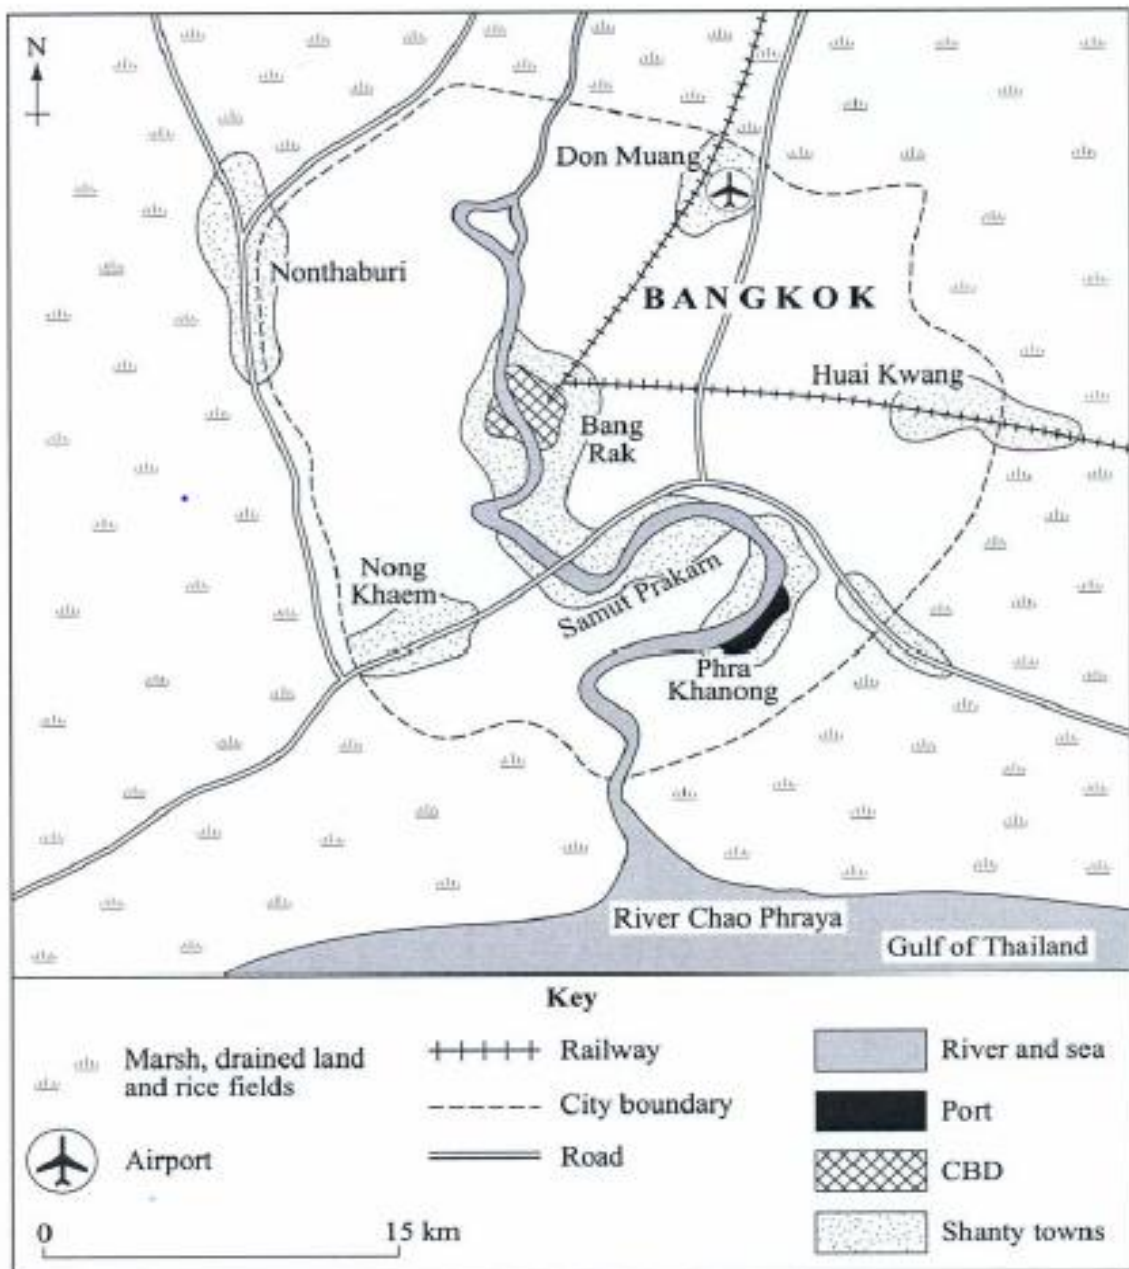 N
Don Muang
Nonthaburi
BANGKOK
Huai Kwang
Bang
Rak
Nong
Khaem
Samut Prakarn
Phra
Khanong
River Chao Phraya
Gulf of Thailand
Key
Marsh, drained land
and rice fields
Railway
River and sea
City boundary
Port
Airport
Road
CBD
0
15 km
Shanty towns